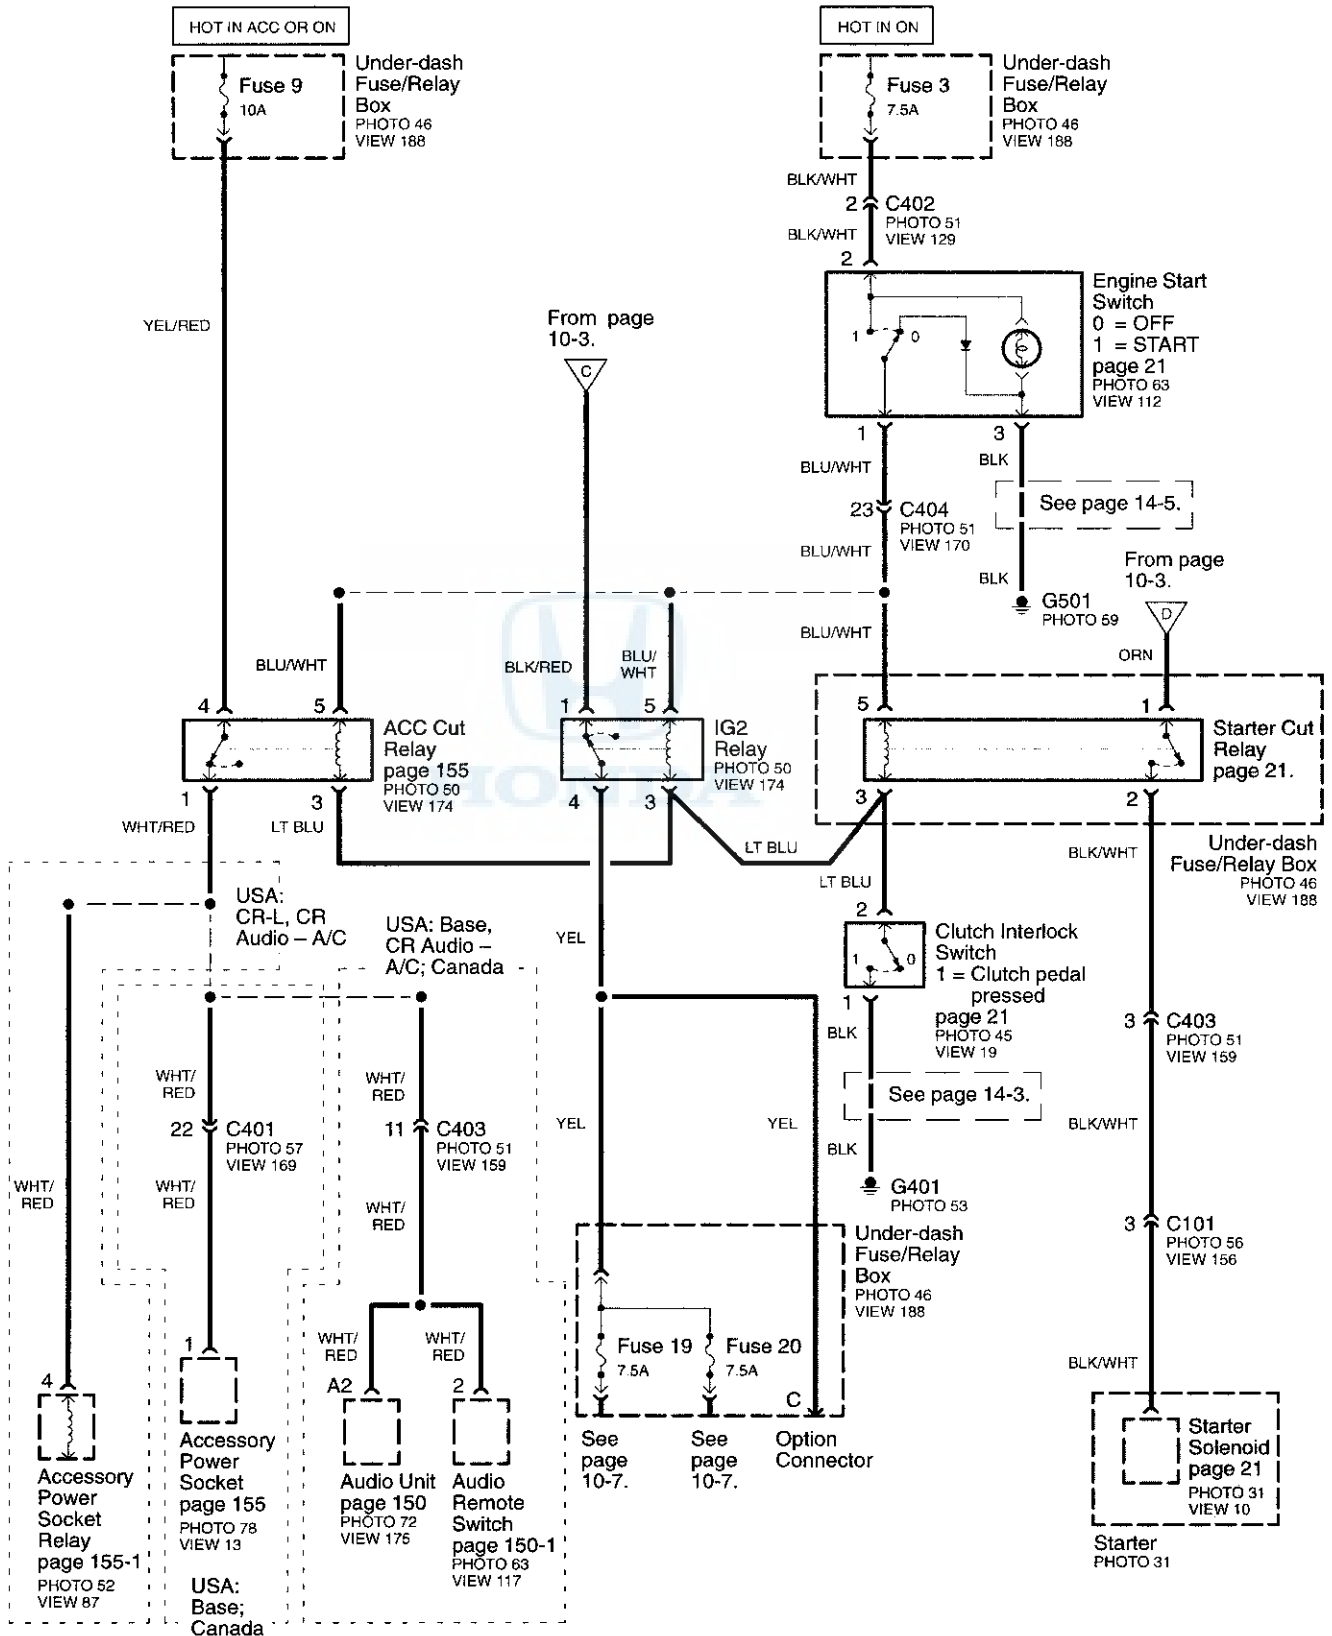 HOT IN ACC OR ON
Fuse 9
10A
Under-dash
Fuse/Relay
Box
PHOTO 46
VIEW 188
HOT IN ON
Fuse 3
7.5A
Under-dash
Fuse/Relay
Box
PHOTO 46
VIEW 188
BLK/WHT
2
C402
PHOTO 51
VIEW 129
BLK/WHT
2
Engine Start
Switch
0 = OFF
1 = START
page 21
PHOTO 63
VIEW 112
1
0
YEL/RED
From page
10-3.
C
1
3
BLU/WHT
BLK
23
C404
PHOTO 51
VIEW 170
See page 14-5.
BLU/WHT
BLK
G501
PHOTO 59
From page
10-3.
D
BLU/WHT
ORN
BLU/WHT
BLK/RED
BLU/
WHT
4
5
ACC Cut
Relay
page 155
PHOTO 50
VIEW 174
1
5
IG2
Relay
PHOTO 50
VIEW 174
5
1
Starter Cut
Relay
page 21.
HONDA
1
3
4
3
3
2
WHT/RED
LT BLU
LT BLU
LT BLU
BLK/WHT
Under-dash
Fuse/Relay Box
PHOTO 46
VIEW 188
USA:
CR-L, CR
Audio – A/C
USA: Base,
CR Audio –
A/C; Canada
YEL
2
1
0
Clutch Interlock
Switch
1 = Clutch pedal
pressed
page 21
PHOTO 45
VIEW 19
1
BLK
3
C403
PHOTO 51
VIEW 159
See page 14-3.
WHT/
RED
WHT/
RED
22
C401
PHOTO 57
VIEW 169
11
C403
PHOTO 51
VIEW 159
YEL
YEL
BLK
BLK/WHT
WHT/
RED
WHT/
RED
WHT/
RED
G401
PHOTO 53
3
C101
PHOTO 56
VIEW 156
Under-dash
Fuse/Relay
Box
PHOTO 46
VIEW 188
WHT/
RED
WHT/
RED
Fuse 19
7.5A
Fuse 20
7.5A
C
BLK/WHT
4
1
A2
2
Accessory
Power
Socket
Relay
page 155-1
PHOTO 52
VIEW 87
Accessory
Power
Socket
page 155
PHOTO 78
VIEW 13
USA:
Base;
Canada
Audio Unit
page 150
PHOTO 72
VIEW 175
Audio
Remote
Switch
page 150-1
PHOTO 63
VIEW 117
See
page
10-7.
See
page
10-7.
Option
Connector
Starter
Solenoid
page 21
PHOTO 31
VIEW 10
Starter
PHOTO 31